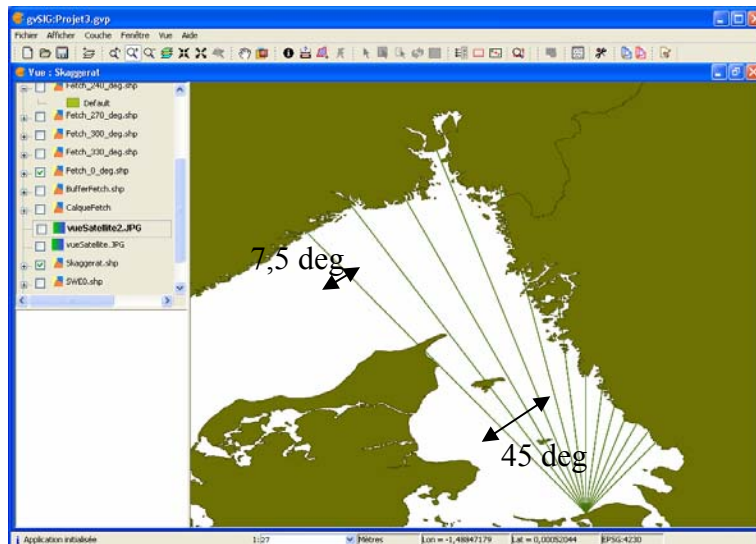 gvSIG:Projet3.gvp
Fichier Afficher Couche Fenêtre Vue Aide
Vue : Skaggerat
Fetch_240_deg.shp
Default
Fetch_270_deg.shp
Fetch_300_deg.shp
Fetch_330_deg.shp
Fetch_0_deg.shp
BufferFetch.shp
CalqueFetch
vueSatellite2.JPG
vueSatellite.JPG
Skaggerat.shp
SWE0.shp
7,5 deg
45 deg
Application initialisée
1:27
Mètres
Lon = -1,48847179
Lat = 0,00052044
EPSG:4230